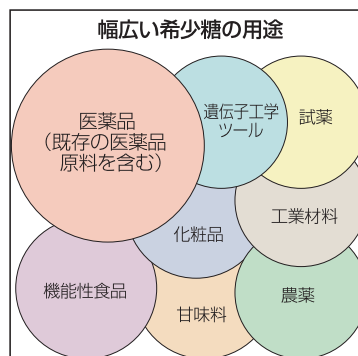 幅広い希少糖の用途
医薬品
（既存の医薬品
原料を含む）
遺伝子工学
ツール
試薬
工業材料
化粧品
機能性食品
甘味料
農薬